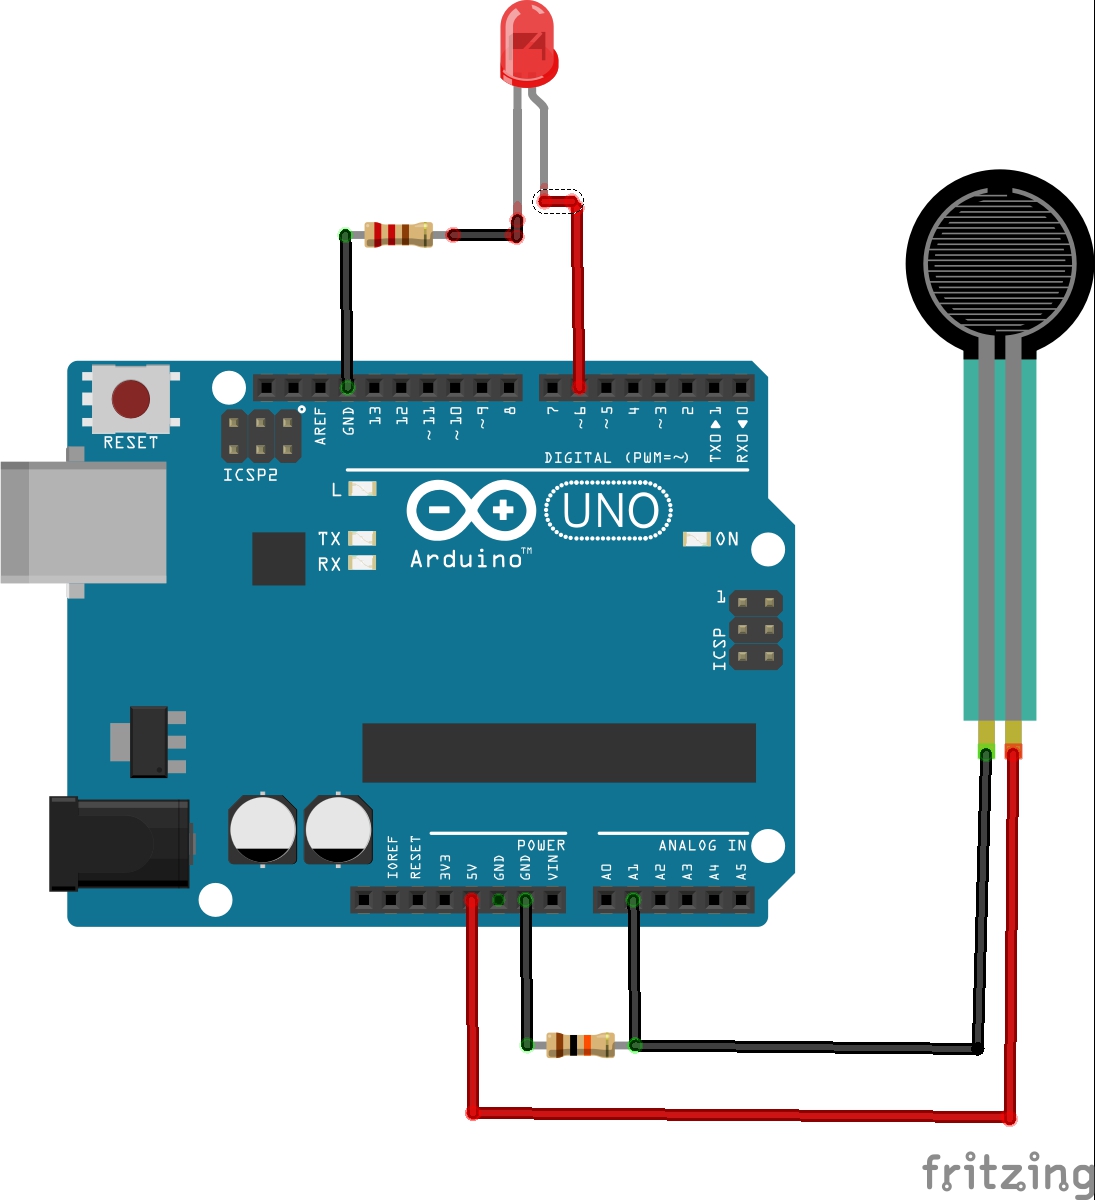 RESET
ICSP2
AREF
GND
13
12
~11
~10
~9
8
7
~6
~5
4
~3
2
TX0▶1
RX0◀0
DIGITAL (PWM=~)
L
TX
RX
Arduino™
UNO
ON
1
ICSP
IOREF
RESET
3V3
5V
GND
GND
VIN
POWER
A0
A1
A2
A3
A4
A5
ANALOG IN
fritzing